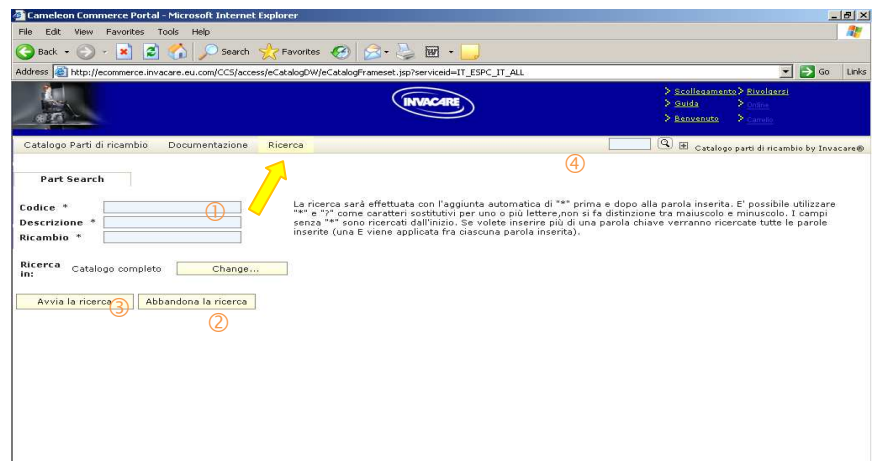 Cameleon Commerce Portal - Microsoft Internet Explorer
File Edit View Favorites Tools Help
Back Search Favorites
Address http://ecommerce.invacare.eu.com/CCS/access/eCatalogDW/eCatalogFrameset.jsp?serviceid=IT_ESPC_IT_ALL Go Links
INVACARE
> Scollegamento > Rivolgersi
> Guida > Ordine
> Benvenuto > Carrello
Catalogo Parti di ricambio Documentazione Ricerca
④ Catalogo parti di ricambio by Invacare®
Part Search
Codice * ①
Descrizione *
Ricambio *
La ricerca sarà effettuata con l'aggiunta automatica di "*" prima e dopo alla parola inserita. E' possibile utilizzare
"*" e "?" come caratteri sostitutivi per uno o più lettere,non si fa distinzione tra maiuscolo e minuscolo. I campi
senza "*" sono ricercati dall'inizio. Se volete inserire più di una parola chiave verranno ricercate tutte le parole
inserite (una E viene applicata fra ciascuna parola inserita).
Ricerca in: Catalogo completo Change...
Avvia la ricerca ③ Abbandona la ricerca
②